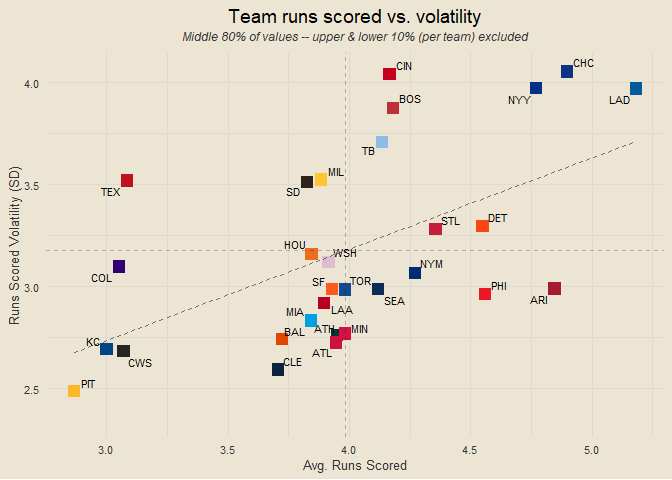 Team runs scored vs. volatility
Middle 80% of values -- upper & lower 10% (per team) excluded
CIN
CHC
4.0
NYY
LAD
BOS
TB
MIL
3.5
TEX
SD
STL
DET
HOU
WSH
COL
NYM
3.0
SF
TOR
SEA
PHI
ARI
MIA
LAA
BAL
ATH
MIN
KC
ATL
CWS
CLE
2.5
PIT
Runs Scored Volatility (SD)
3.0 3.5 4.0 4.5 5.0
Avg. Runs Scored